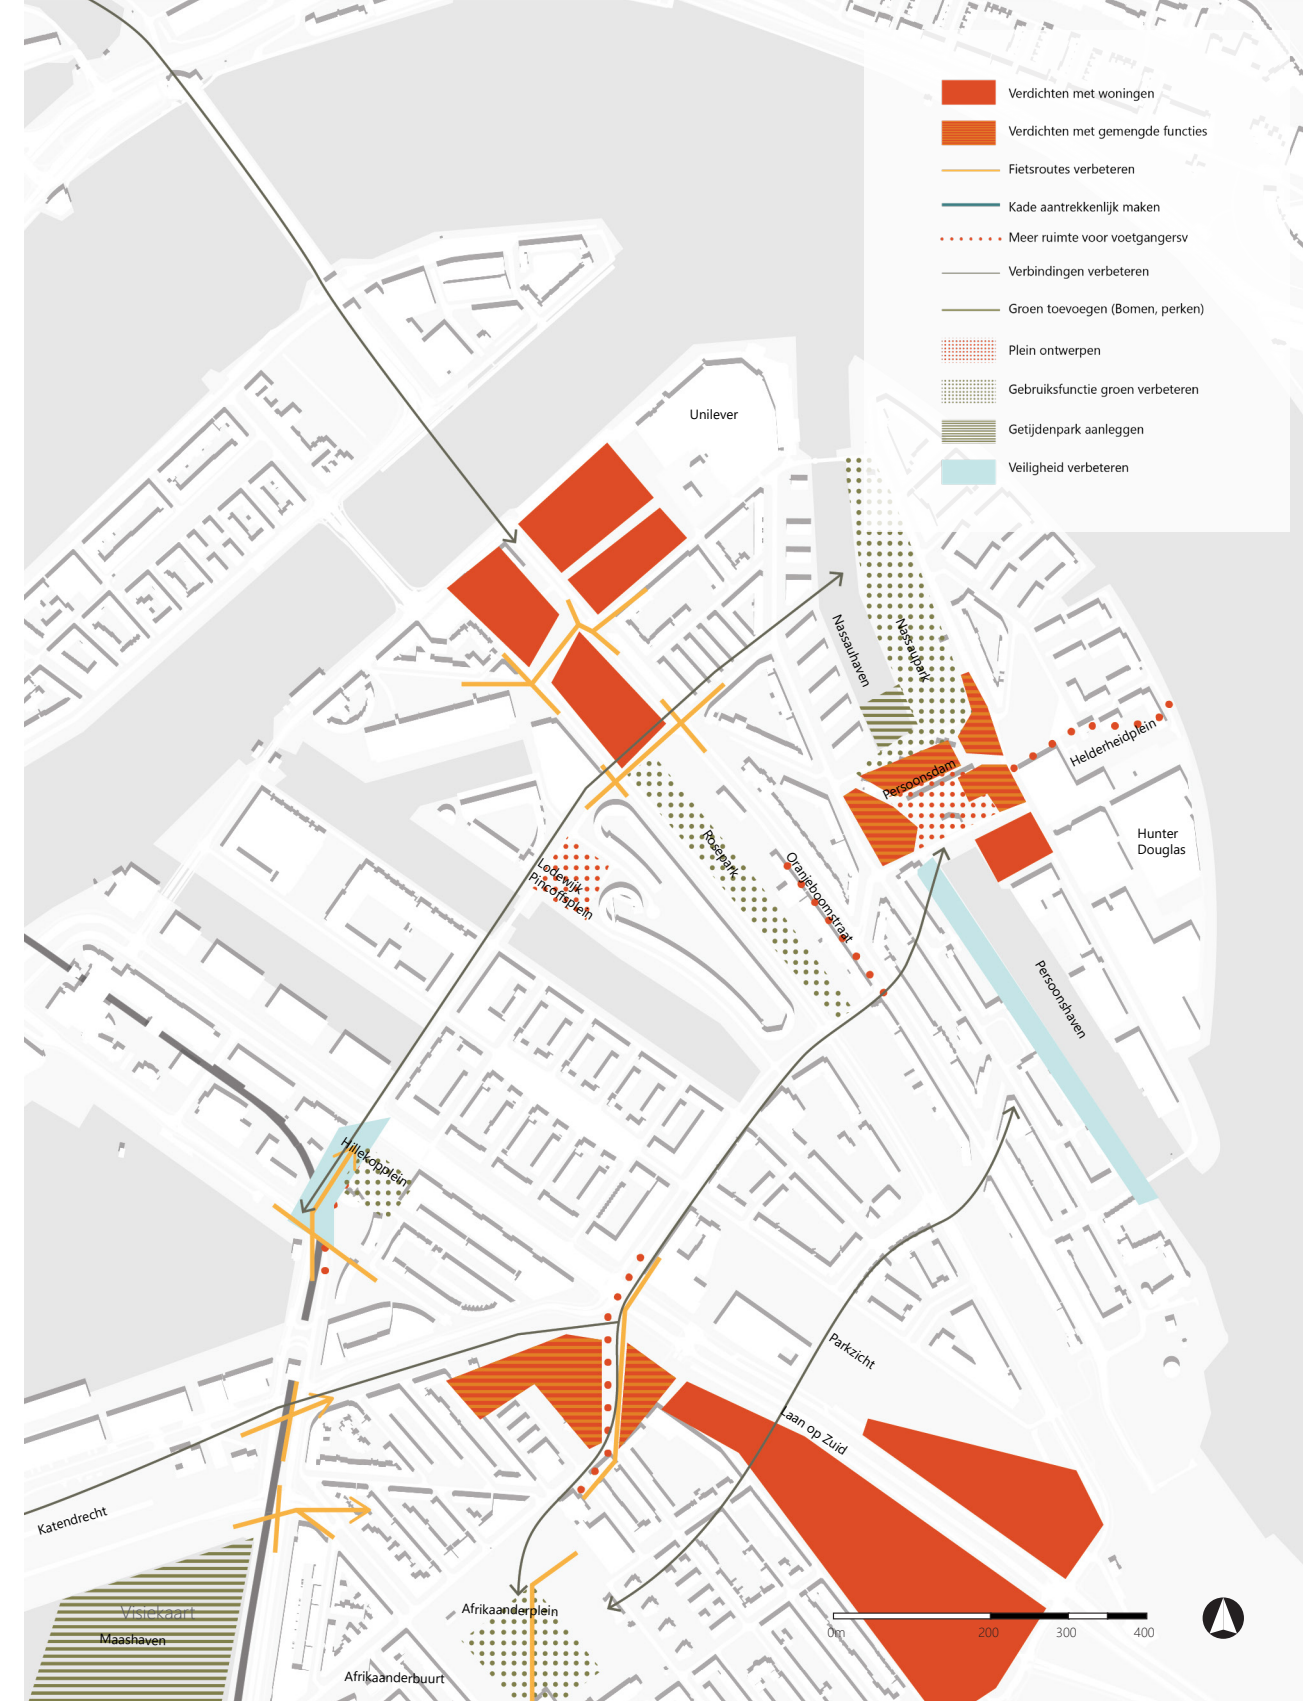 Verdichten met woningen
Verdichten met gemengde functies
Fietsroutes verbeteren
Kade aantrekkenlijk maken
Meer ruimte voor voetgangersv
Verbindingen verbeteren
Groen toevoegen (Bomen, perken)
Plein ontwerpen
Gebruiksfunctie groen verbeteren
Getijdenpark aanleggen
Veiligheid verbeteren
Unilever
Nassauhaven
Nassaupark
Helderheidplein
Persoonsdam
Hunter
Douglas
Rosepark
Oranjeboomstraat
Lodewijk
Pincoffsplein
Persoonshaven
Hillekopplein
Parkzicht
Laan op Zuid
Katendrecht
Afrikaanderplein
Visiekaart
Maashaven
Afrikaanderbuurt
0m
200
300
400